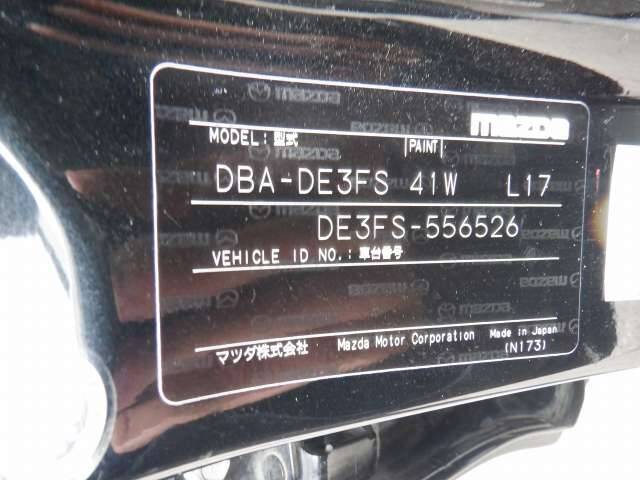 mazda
MODEL: 型式 PAINT
DBA-DE3FS 41W L17
DE3FS-556526
VEHICLE ID NO.: 車台番号
マツダ株式会社 Mazda Motor Corporation Made in Japan
(N173)